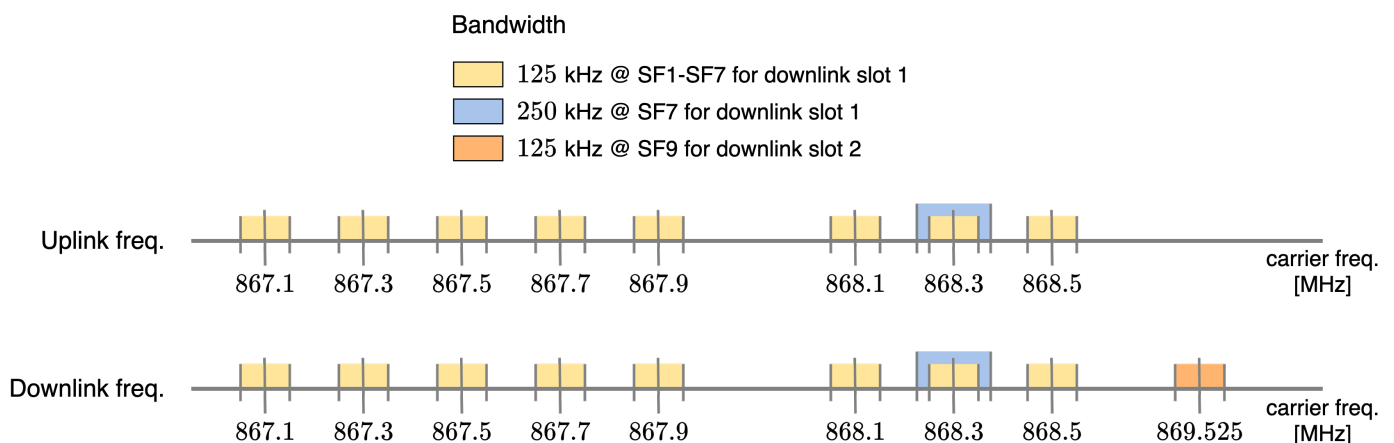 Bandwidth
125 kHz @ SF1-SF7 for downlink slot 1
250 kHz @ SF7 for downlink slot 1
125 kHz @ SF9 for downlink slot 2
Uplink freq.
867.1 867.3 867.5 867.7 867.9 868.1 868.3 868.5
carrier freq.
[MHz]
Downlink freq.
867.1 867.3 867.5 867.7 867.9 868.1 868.3 868.5 869.525
carrier freq.
[MHz]